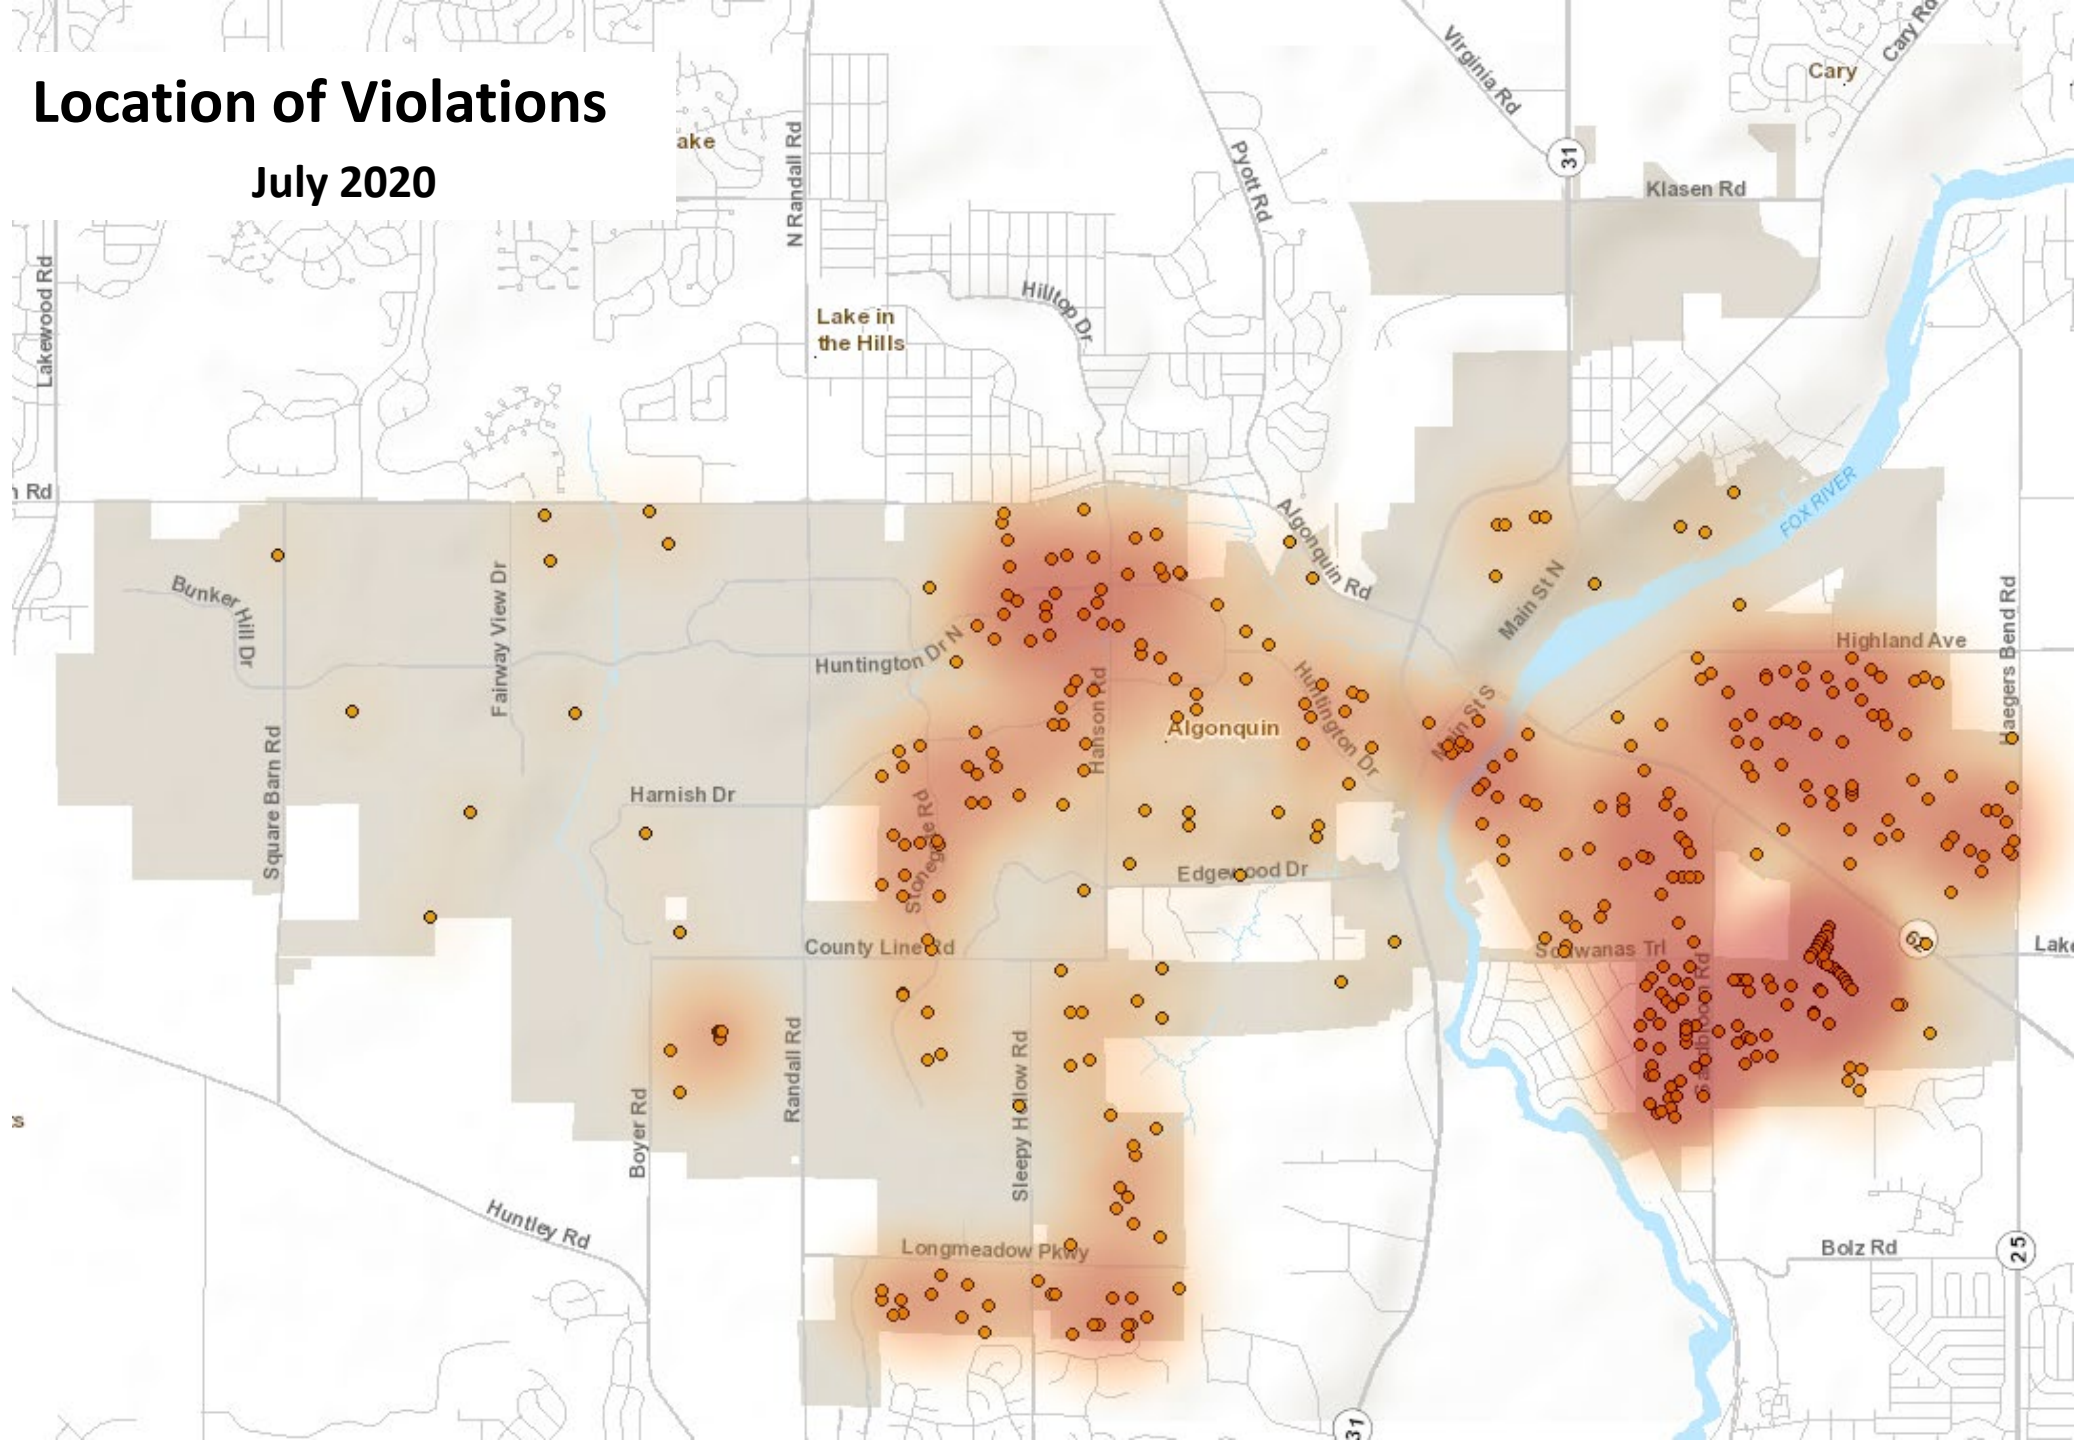 Location of Violations
July 2020
ake
Lakewood Rd
N Randall Rd
Lake in
the Hills
Hilltop Dr
Pyott Rd
Virginia Rd
31
Cary
Cary Rd
Klasen Rd
FOX RIVER
Rd
Algonquin Rd
Main St N
Bunker Hill Dr
Fairway View Dr
Huntington Dr N
Hanson Rd
Algonquin
Huntington Dr
Main St S
Highland Ave
Haegers Bend Rd
Square Barn Rd
Harnish Dr
Stonegate Rd
Edgewood Dr
County Line Rd
Souwanas Trl
Sandbloom Rd
62
Lake
Boyer Rd
Randall Rd
Sleepy Hollow Rd
s
Huntley Rd
Longmeadow Pkwy
Bolz Rd
25
31